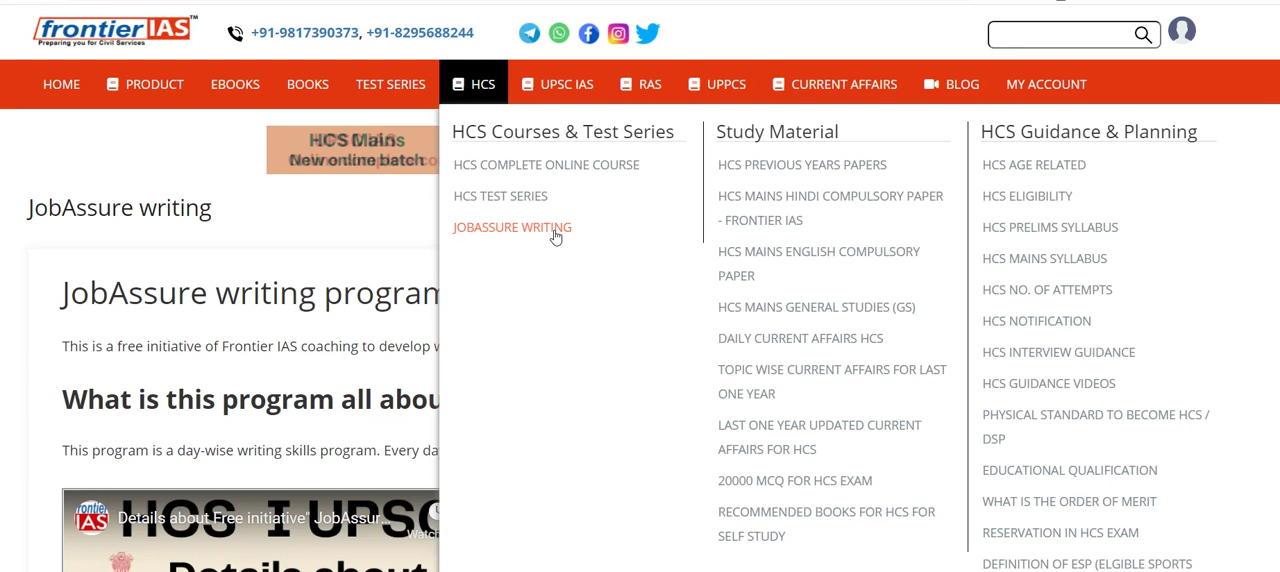 frontier IAS™
Preparing you for Civil Services
+91-9817390373, +91-8295688244
HOME
PRODUCT
EBOOKS
BOOKS
TEST SERIES
HCS
UPSC IAS
RAS
UPPCS
CURRENT AFFAIRS
BLOG
MY ACCOUNT
HCS Mains
New online batch
JobAssure writing
JobAssure writing program
This is a free initiative of Frontier IAS coaching to develop
What is this program all
This program is a day-wise writing skills program. Every
frontier IAS
Details about Free initiative" JobAssur...
HCS I UPSC
Details about
Watch
HCS Courses & Test Series
HCS COMPLETE ONLINE COURSE
HCS TEST SERIES
JOBASSURE WRITING
Study Material
HCS PREVIOUS YEARS PAPERS
HCS MAINS HINDI COMPULSORY PAPER
- FRONTIER IAS
HCS MAINS ENGLISH COMPULSORY
PAPER
HCS MAINS GENERAL STUDIES (GS)
DAILY CURRENT AFFAIRS HCS
TOPIC WISE CURRENT AFFAIRS FOR LAST
ONE YEAR
LAST ONE YEAR UPDATED CURRENT
AFFAIRS FOR HCS
20000 MCQ FOR HCS EXAM
RECOMMENDED BOOKS FOR HCS FOR
SELF STUDY
HCS Guidance & Planning
HCS AGE RELATED
HCS ELIGIBILITY
HCS PRELIMS SYLLABUS
HCS MAINS SYLLABUS
HCS NO. OF ATTEMPTS
HCS NOTIFICATION
HCS INTERVIEW GUIDANCE
HCS GUIDANCE VIDEOS
PHYSICAL STANDARD TO BECOME HCS /
DSP
EDUCATIONAL QUALIFICATION
WHAT IS THE ORDER OF MERIT
RESERVATION IN HCS EXAM
DEFINITION OF ESP (ELGIBLE SPORTS